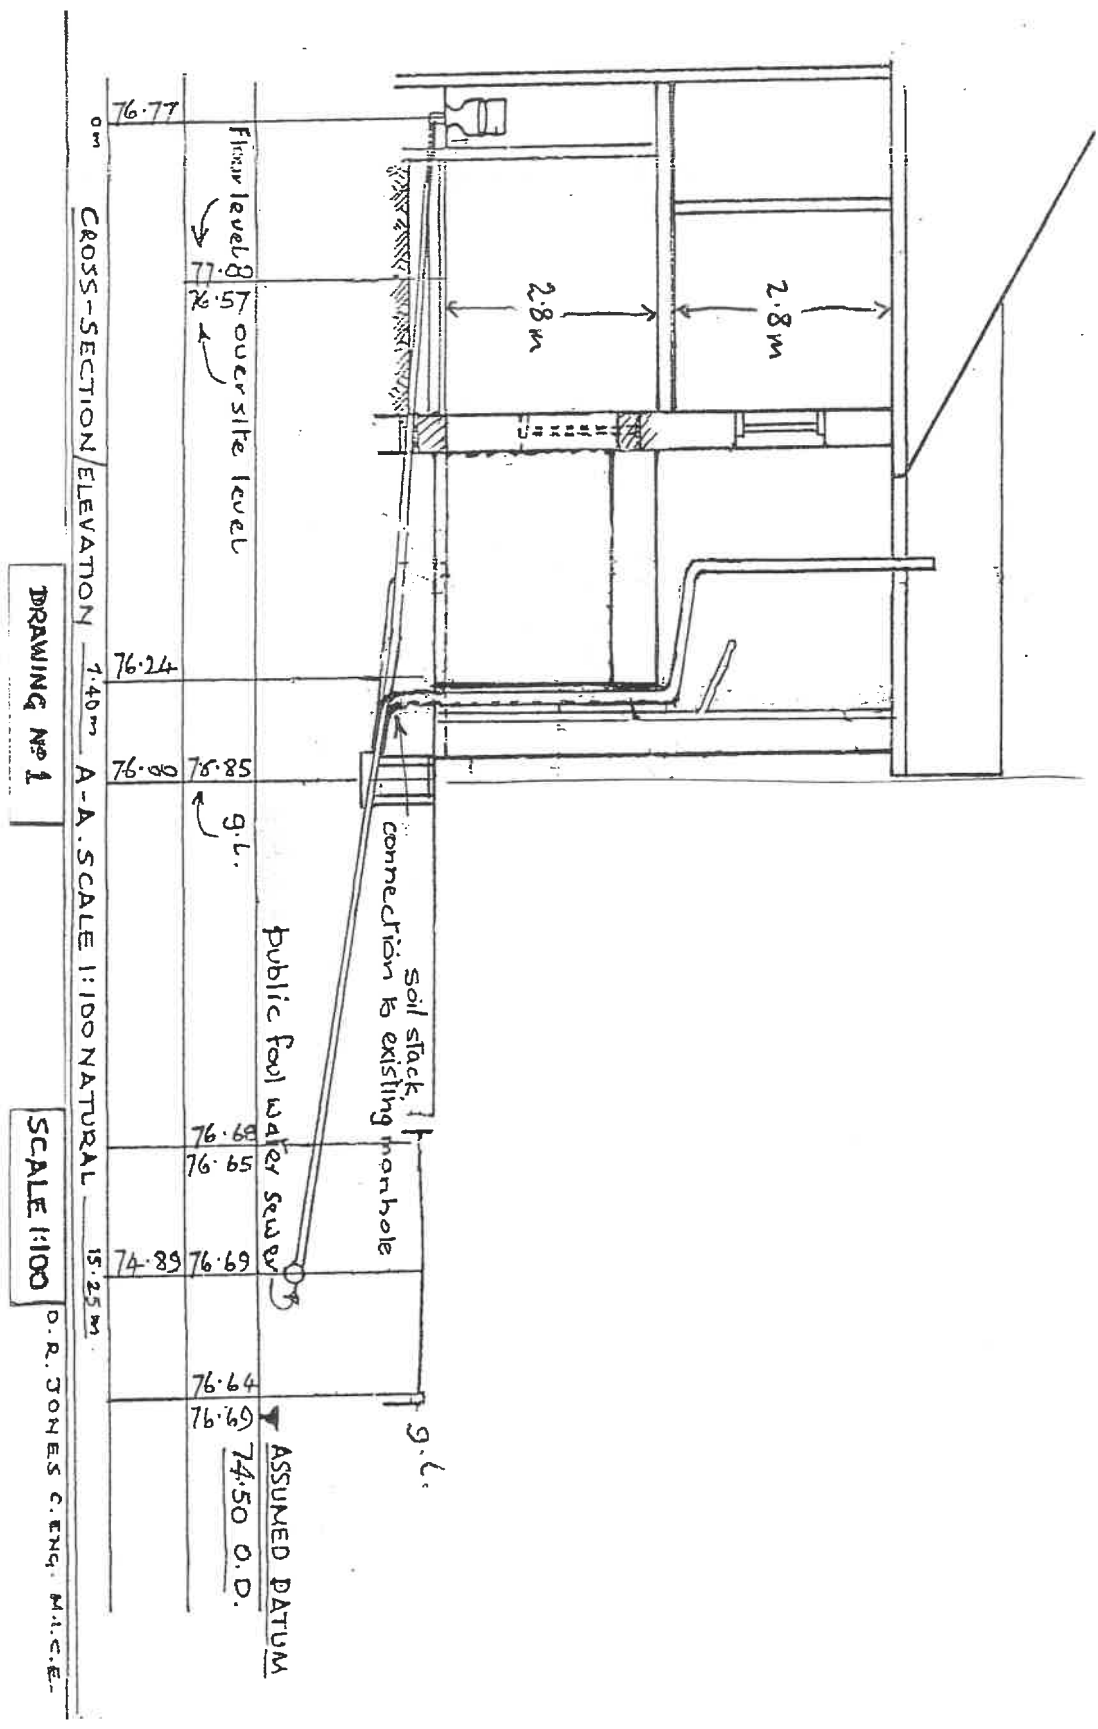 2.8m
2.8m
soil stack,
connection to existing manhole
g.L.
public foul water sewer
ASSUMED DATUM
74.50 O.D.
Floor level
77.8
76.57 oversite level
g.L.
76.85
76.68
76.65
76.69
76.64
76.69
76.77
76.24
76.00
74.89
0m
7.40m
15.25m
CROSS-SECTION/ELEVATION A-A. SCALE 1:100 NATURAL
DRAWING Nº 1
SCALE 1:100
D.R. JONES C.ENG. M.I.C.E.